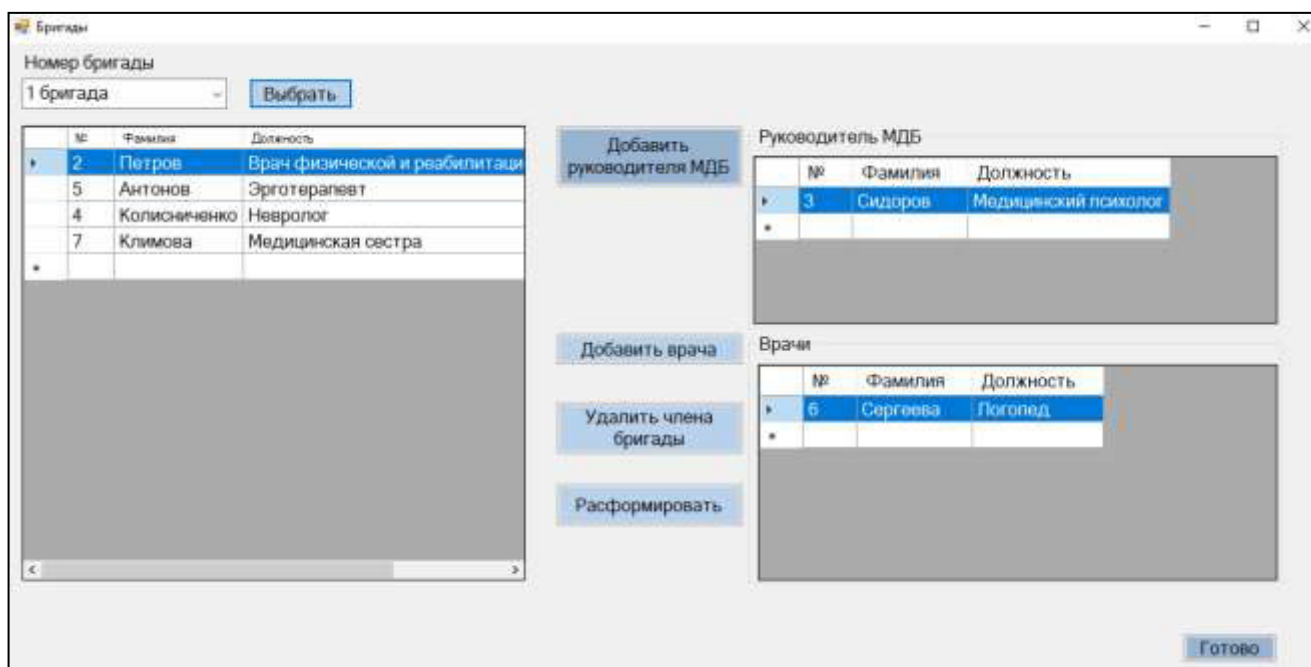 Бригады
Номер бригады
1 бригада
Выбрать
№ Фамилия Должность
2 Петров Врач физической и реабилитаци
5 Антонов Эрготерапевт
4 Колисниченко Невролог
7 Климова Медицинская сестра
Добавить
руководителя МДБ
Руководитель МДБ
№ Фамилия Должность
3 Сидоров Медицинский психолог
Добавить врача
Удалить члена
бригады
Расформировать
Врачи
№ Фамилия Должность
6 Сергеева Логопед
Готово